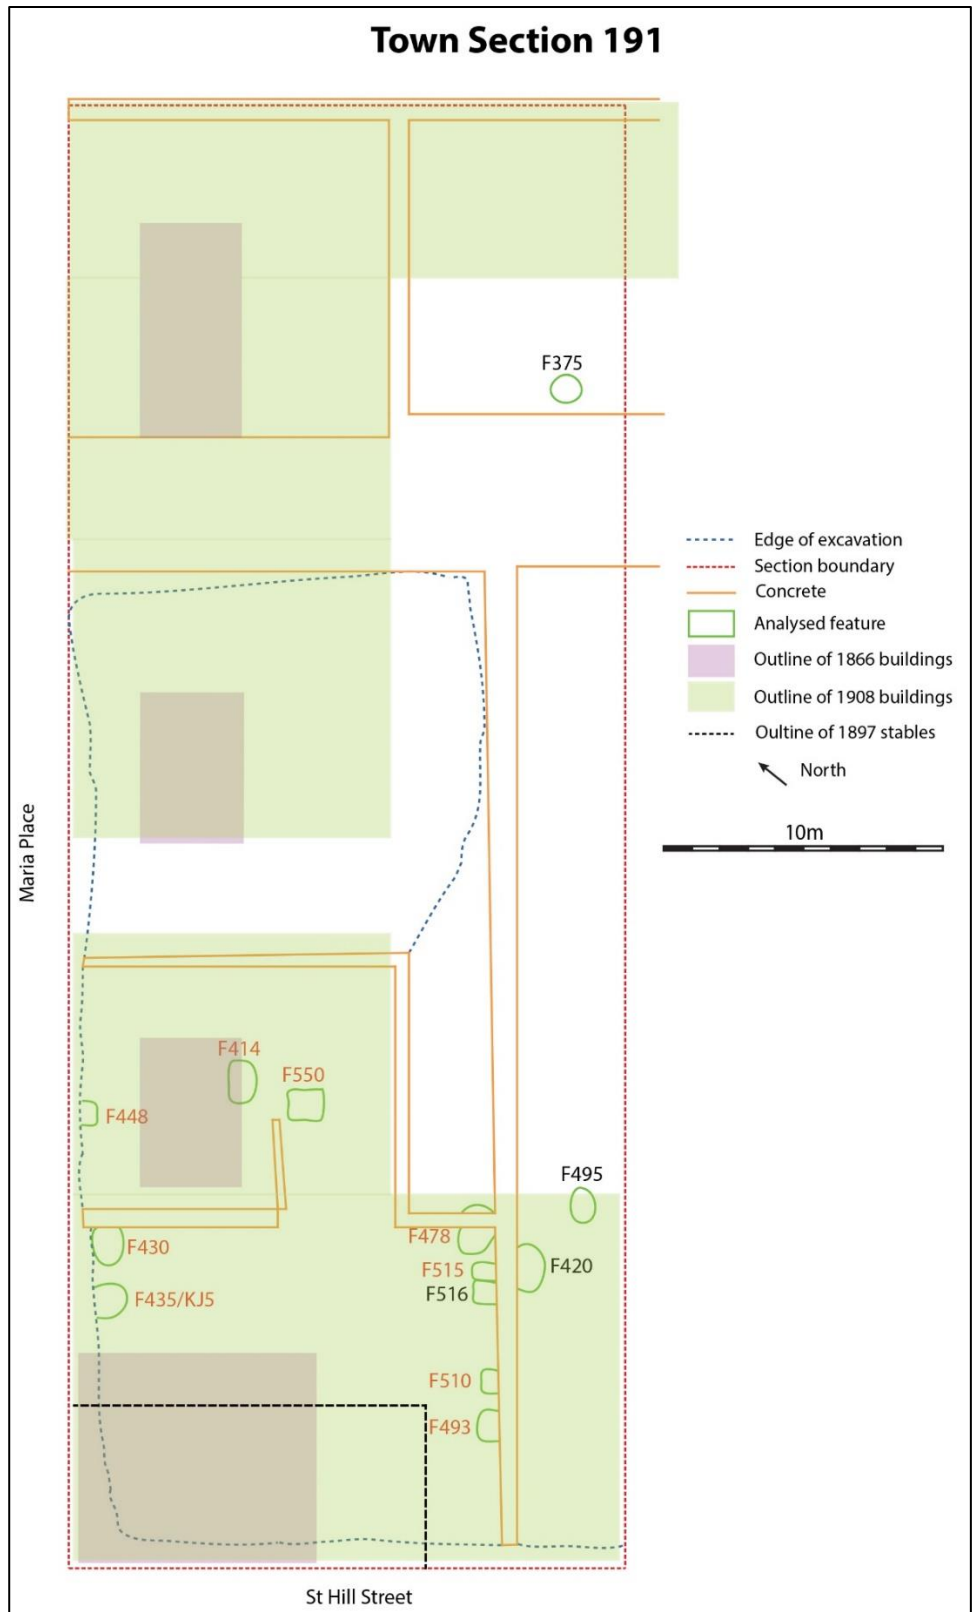 Town Section 191
F375
Edge of excavation
Section boundary
Concrete
Analysed feature
Outline of 1866 buildings
Outline of 1908 buildings
Oultine of 1897 stables
North
10m
Maria Place
F414
F550
F448
F495
F430
F478
F420
F515
F516
F435/KJ5
F510
F493
St Hill Street